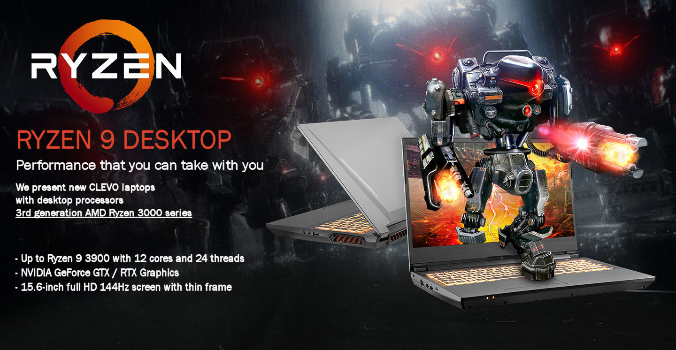 RYZEN
RYZEN 9 DESKTOP
Performance that you can take with you
We present new CLEVO laptops
with desktop processors
3rd generation AMD Ryzen 3000 series
- Up to Ryzen 9 3900 with 12 cores and 24 threads
- NVIDIA GeForce GTX / RTX Graphics
- 15.6-inch full HD 144Hz screen with thin frame